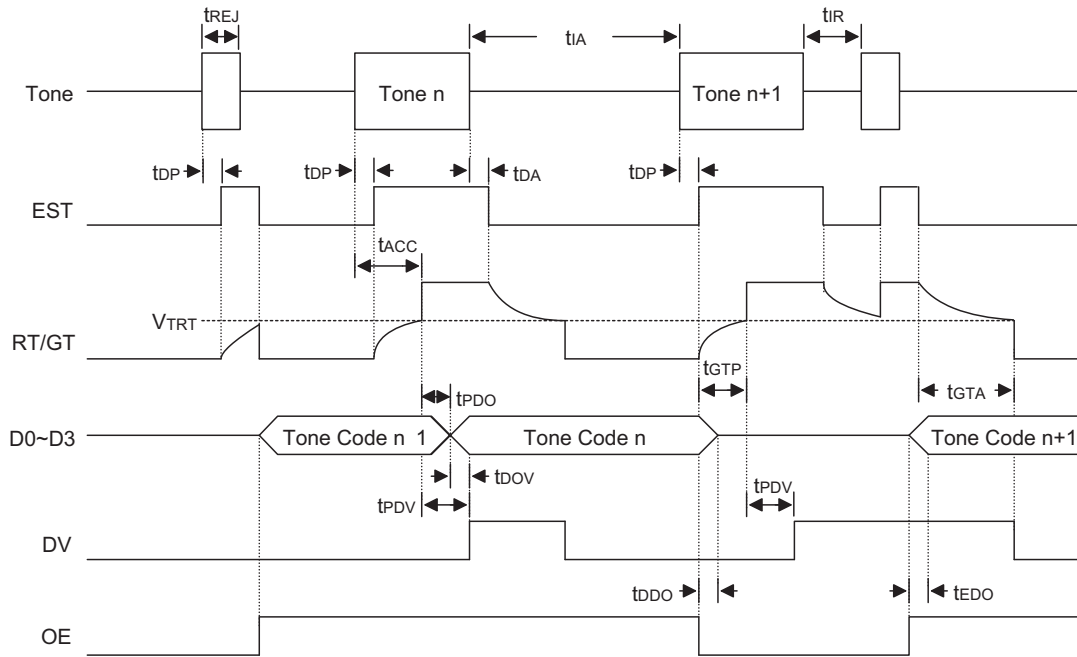 tREJ
tIA
tIR
Tone
Tone n
Tone n+1
tDP
tDP
tDA
tDP
EST
tACC
VTRT
RT/GT
tGTP
tGTA
tPDO
D0~D3
Tone Code n 1
Tone Code n
Tone Code n+1
tDOV
tPDV
tPDV
DV
tDDO
tEDO
OE